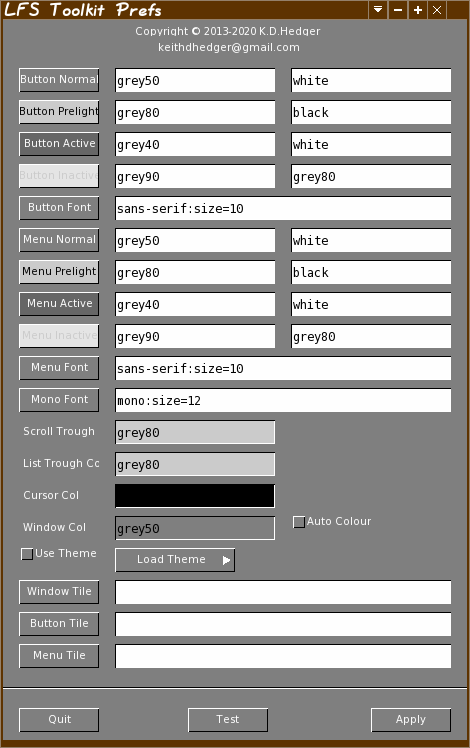 LFS Toolkit Prefs
Copyright © 2013-2020 K.D.Hedger
keithdhedger@gmail.com
Button Normal grey50 white
Button Prelight grey80 black
Button Active grey40 white
Button Inactive grey90 grey80
Button Font sans-serif:size=10
Menu Normal grey50 white
Menu Prelight grey80 black
Menu Active grey40 white
Menu Inactive grey90 grey80
Menu Font sans-serif:size=10
Mono Font mono:size=12
Scroll Trough grey80
List Trough Co grey80
Cursor Col
Window Col grey50 Auto Colour
Use Theme Load Theme
Window Tile
Button Tile
Menu Tile
Quit Test Apply